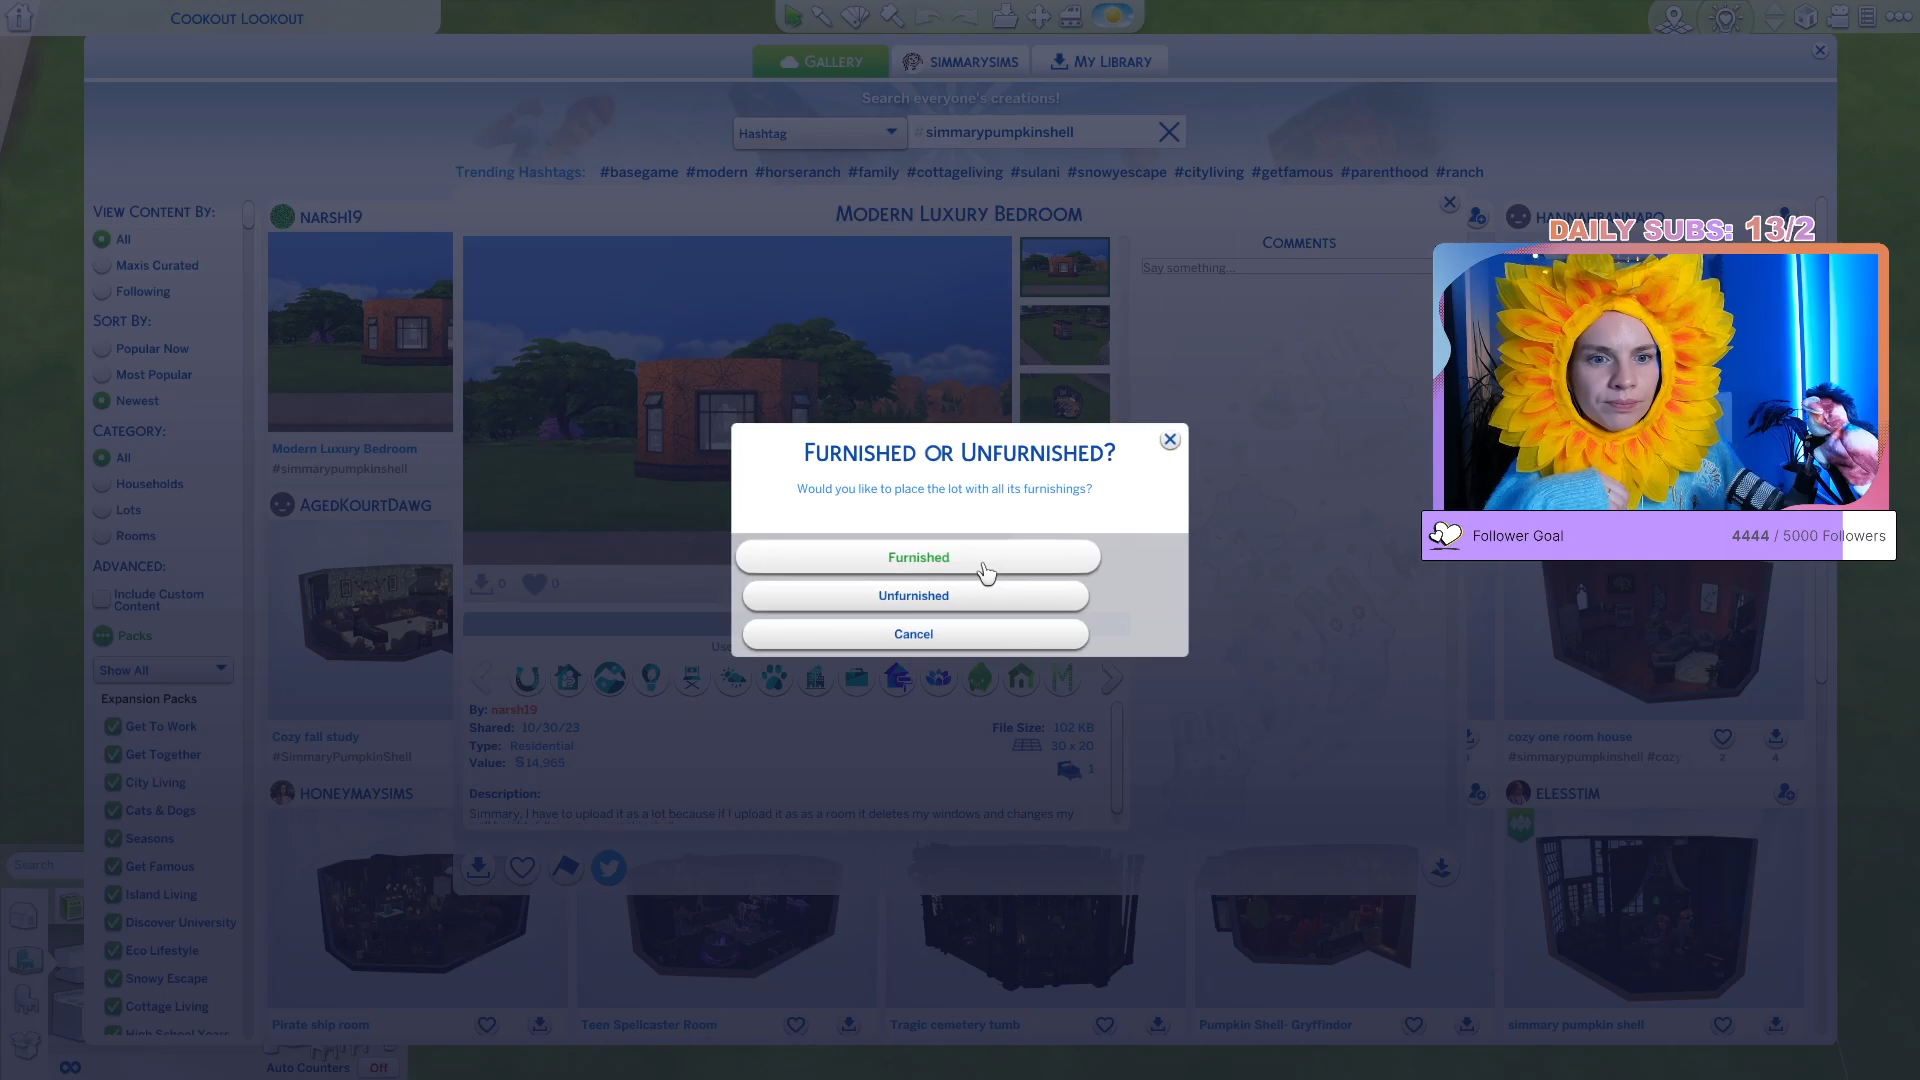 COOKOUT LOOKOUT
GALLERY
SIMMARYSIMS
MY LIBRARY
Search everyone's creations!
Hashtag
# simmarypumpkinshell
Trending Hashtags: #basegame #modern #horseranch #family #cottageliving #sulani #snowyescape #cityliving #getfamous #parenthood #ranch
VIEW CONTENT BY:
All
Maxis Curated
Following
SORT BY:
Popular Now
Most Popular
Newest
CATEGORY:
All
Households
Lots
Rooms
ADVANCED:
Include Custom
Content
Packs
Show All
Expansion Packs
Get To Work
Get Together
City Living
Cats & Dogs
Seasons
Get Famous
Island Living
Discover University
Eco Lifestyle
Snowy Escape
Cottage Living
High School Years
NARSH19
Modern Luxury Bedroom
#simmarypumpkinshell
AGEDKOURTDAWG
Cozy fall study
#SimmaryPumpkinShell
HONEYMAYSIMS
Pirate ship room
MODERN LUXURY BEDROOM
COMMENTS
Say something...
0
0
By: narsh19
Shared: 10/30/23
Type: Residential
Value: §14,965
File Size: 102 KB
30 x 20
1
Description:
Simmary, I have to upload it as a lot because if I upload it as as a room it deletes my windows and changes my
FURNISHED OR UNFURNISHED?
Would you like to place the lot with all its furnishings?
Furnished
Unfurnished
Cancel
HANNAHBANNABO
DAILY SUBS: 13/2
Follower Goal
4444 / 5000 Followers
cozy one room house
#simmarypumpkinshell #cozy
2
4
ELESSTIM
Teen Spellcaster Room
Tragic cemetery tumb
Pumpkin Shell- Gryffindor
simmary pumpkin shell
Search
Auto Counters
Off